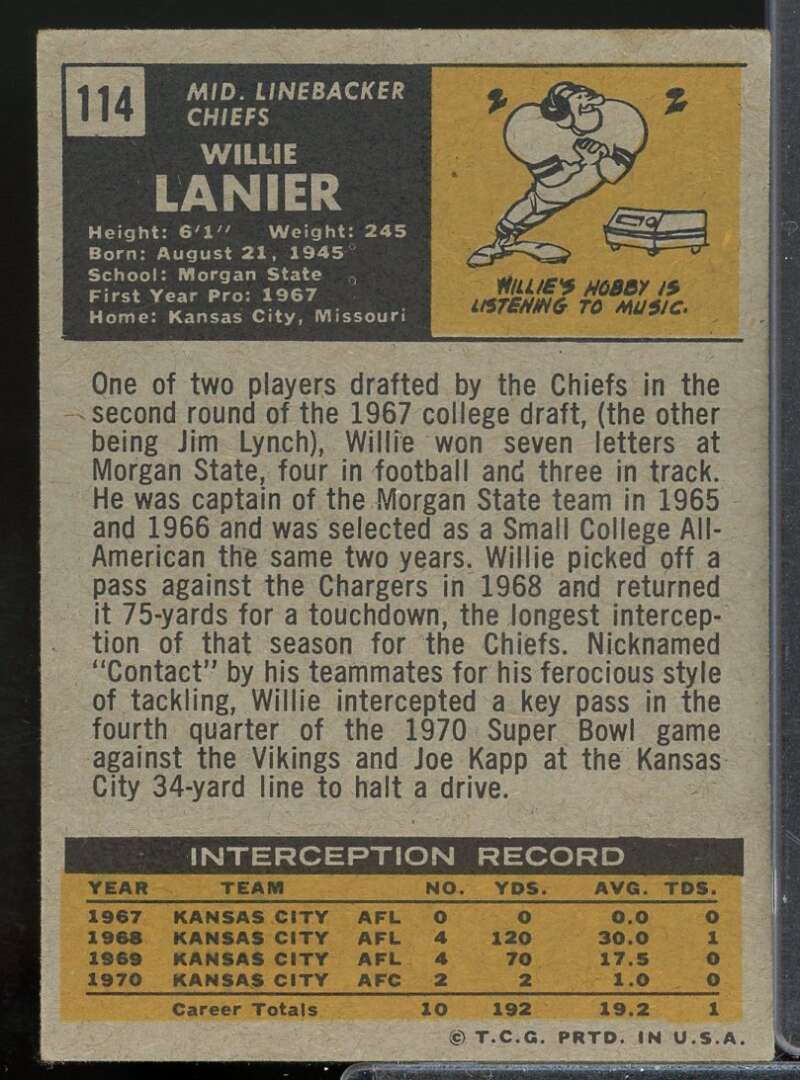 114
MID. LINEBACKER
CHIEFS
WILLIE
LANIER
Height: 6'1" Weight: 245
Born: August 21, 1945
School: Morgan State
First Year Pro: 1967
Home: Kansas City, Missouri
WILLIE'S HOBBY IS
LISTENING TO MUSIC.
One of two players drafted by the Chiefs in the
second round of the 1967 college draft, (the other
being Jim Lynch), Willie won seven letters at
Morgan State, four in football and three in track.
He was captain of the Morgan State team in 1965
and 1966 and was selected as a Small College All-
American the same two years. Willie picked off a
pass against the Chargers in 1968 and returned
it 75-yards for a touchdown, the longest intercep-
tion of that season for the Chiefs. Nicknamed
"Contact" by his teammates for his ferocious style
of tackling, Willie intercepted a key pass in the
fourth quarter of the 1970 Super Bowl game
against the Vikings and Joe Kapp at the Kansas
City 34-yard line to halt a drive.
INTERCEPTION RECORD
YEAR TEAM NO. YDS. AVG. TDS.
1967 KANSAS CITY AFL 0 0 0.0 0
1968 KANSAS CITY AFL 4 120 30.0 1
1969 KANSAS CITY AFL 4 70 17.5 0
1970 KANSAS CITY AFC 2 2 1.0 0
Career Totals 10 192 19.2 1
© T.C.G. PRTD. IN U.S.A.